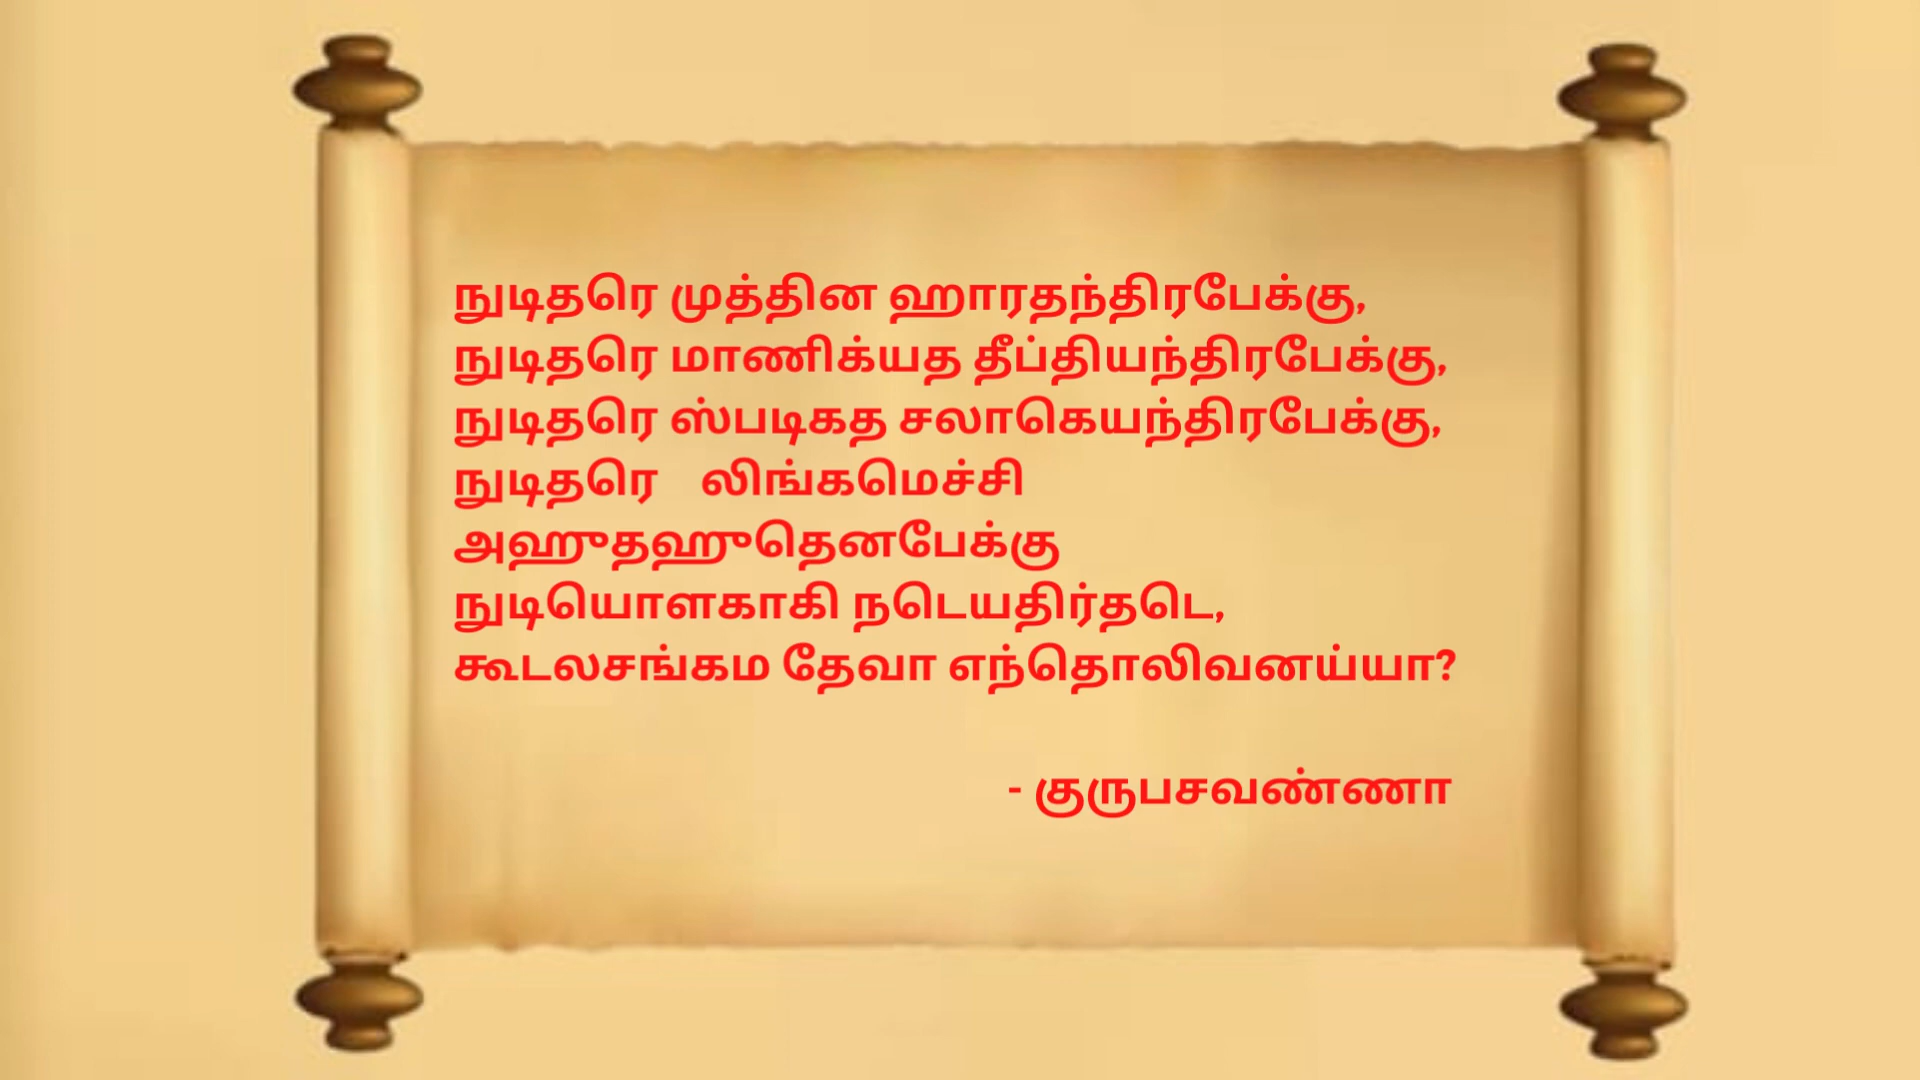 நுடிதரெ முத்தின ஹாரதந்திரபேக்கு,
நுடிதரெ மாணிக்யத தீப்தியந்திரபேக்கு,
நுடிதரெ ஸ்படிகத சலாகெயந்திரபேக்கு,
நுடிதரெ லிங்கமெச்சி
அஹுதஹுதெனபேக்கு
நுடியொளகாகி நடெயதிர்தடெ,
கூடலசங்கம தேவா எந்தொலிவனய்யா?
- குருபசவண்ணா